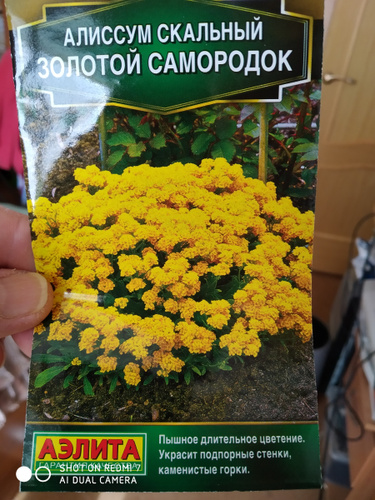 АЛИССУМ СКАЛЬНЫЙ
ЗОЛОТОЙ САМОРОДОК
АЭЛИТА
Пышное длительное цветение.
Украсит подпорные стенки,
каменистые горки.
SHOT ON REDMI 7
AI DUAL CAMERA